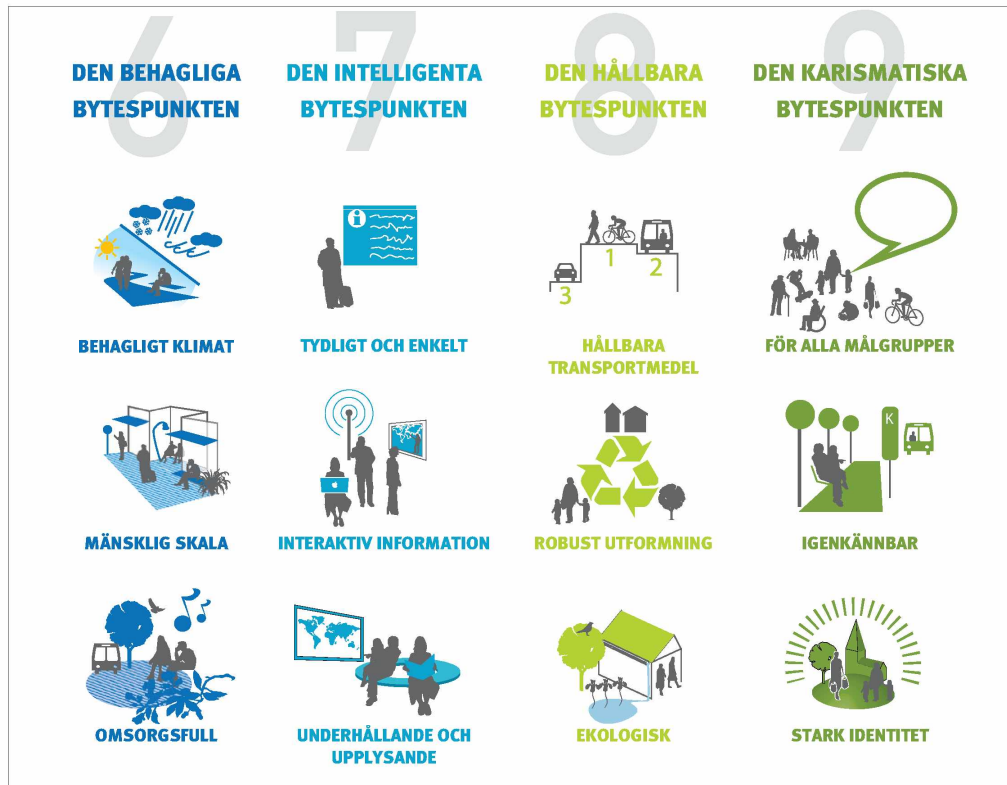 6
DEN BEHAGLIGA
BYTESPUNKTEN
BEHAGLIGT KLIMAT
MÄNSKLIG SKALA
OMSORGSFULL
7
DEN INTELLIGENTA
BYTESPUNKTEN
i
TYDLIGT OCH ENKELT
INTERAKTIV INFORMATION
UNDERHÅLLANDE OCH
UPPLYSANDE
8
DEN HÅLLBARA
BYTESPUNKTEN
1
2
3
HÅLLBARA
TRANSPORTMEDEL
ROBUST UTFORMNING
EKOLOGISK
9
DEN KARISMATISKA
BYTESPUNKTEN
FÖR ALLA MÅLGRUPPER
K
IGENKÄNNBAR
STARK IDENTITET